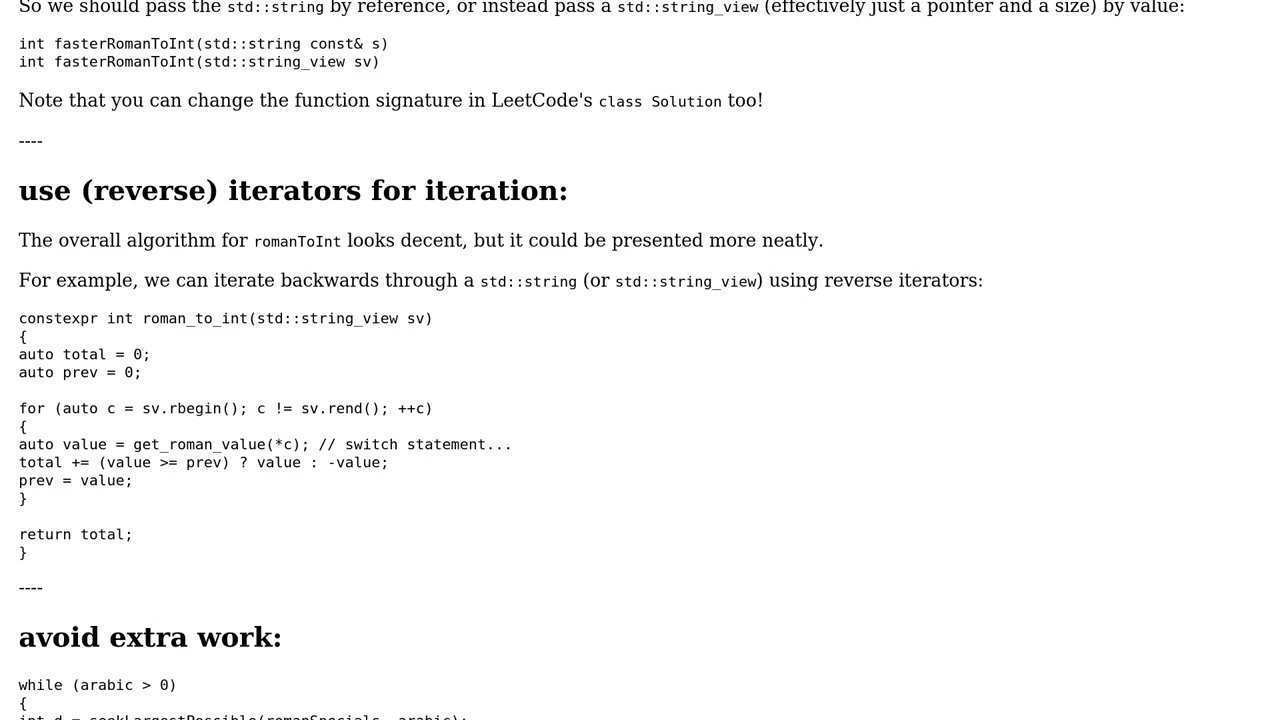 So we should pass the std::string by reference, or instead pass a std::string_view (effectively just a pointer and a size) by value:
int fasterRomanToInt(std::string const& s)
int fasterRomanToInt(std::string_view sv)
Note that you can change the function signature in LeetCode's class Solution too!
----
use (reverse) iterators for iteration:
The overall algorithm for romanToInt looks decent, but it could be presented more neatly.
For example, we can iterate backwards through a std::string (or std::string_view) using reverse iterators:
constexpr int roman_to_int(std::string_view sv)
{
auto total = 0;
auto prev = 0;
for (auto c = sv.rbegin(); c != sv.rend(); ++c)
{
auto value = get_roman_value(*c); // switch statement...
total += (value >= prev) ? value : -value;
prev = value;
}
return total;
}
----
avoid extra work:
while (arabic > 0)
{
int d = seekLargestPossible(romanSpecials, arabic);